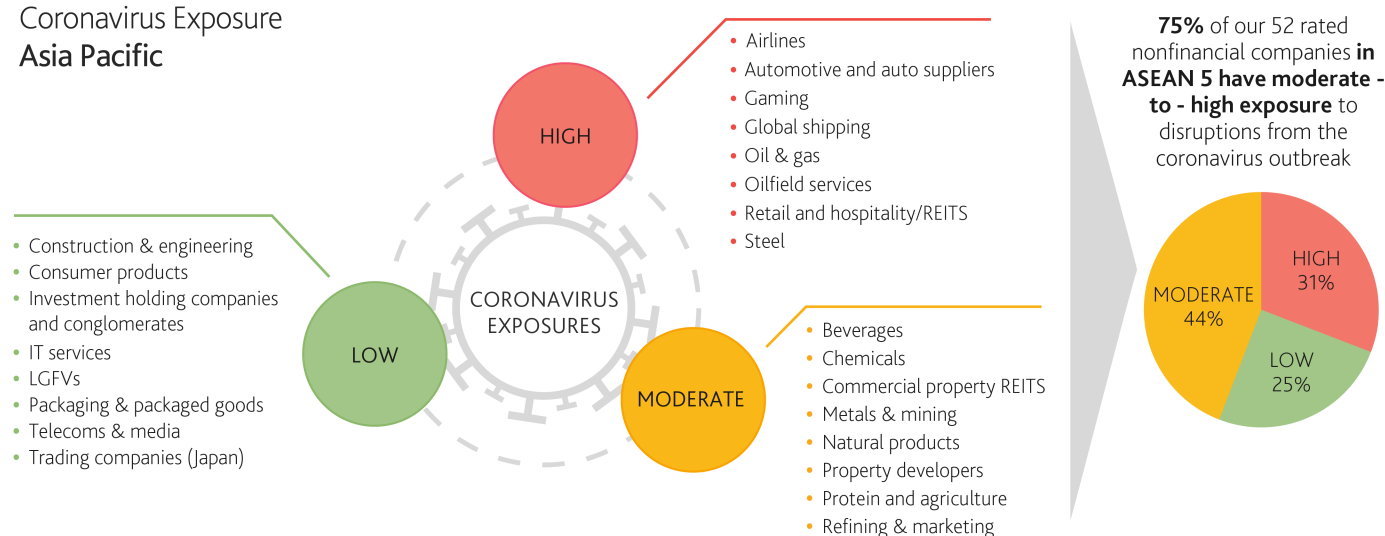 Coronavirus Exposure
Asia Pacific
HIGH
• Airlines
• Automotive and auto suppliers
• Gaming
• Global shipping
• Oil & gas
• Oilfield services
• Retail and hospitality/REITS
• Steel
• Construction & engineering
• Consumer products
• Investment holding companies
and conglomerates
• IT services
• LGFVs
• Packaging & packaged goods
• Telecoms & media
• Trading companies (Japan)
LOW
CORONAVIRUS
EXPOSURES
MODERATE
• Beverages
• Chemicals
• Commercial property REITS
• Metals & mining
• Natural products
• Property developers
• Protein and agriculture
• Refining & marketing
75% of our 52 rated
nonfinancial companies in
ASEAN 5 have moderate -
to - high exposure to
disruptions from the
coronavirus outbreak
HIGH
31%
MODERATE
44%
LOW
25%